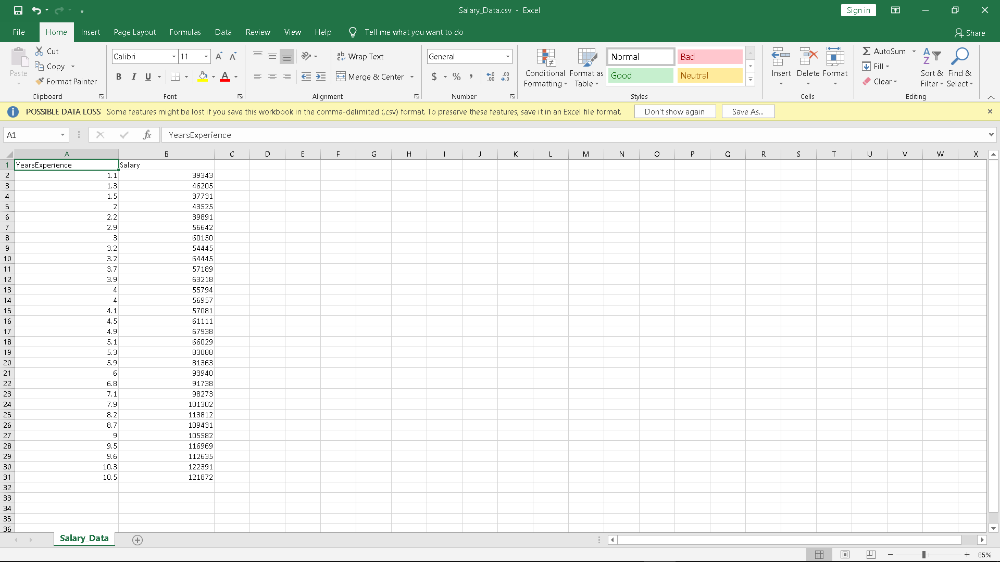 Salary_Data.csv - Excel
Sign in
File Home Insert Page Layout Formulas Data Review View Help Tell me what you want to do
Share
Paste
Cut
Copy
Format Painter
Clipboard
Calibri 11
B I U
Font
Wrap Text
Merge & Center
Alignment
General
$ % ,
Number
Conditional Formatting
Format as Table
Normal Bad
Good Neutral
Styles
Insert Delete Format
Cells
AutoSum
Fill
Clear
Sort & Filter
Find & Select
Editing
POSSIBLE DATA LOSS Some features might be lost if you save this workbook in the comma-delimited (.csv) format. To preserve these features, save it in an Excel file format. Don't show again Save As...
A1 fx YearsExperience
A B C D E F G H I J K L M N O P Q R S T U V W X
1 YearsExperience Salary
2 1.1 39343
3 1.3 46205
4 1.5 37731
5 2 43525
6 2.2 39891
7 2.9 56642
8 3 60150
9 3.2 54445
10 3.2 64445
11 3.7 57189
12 3.9 63218
13 4 55794
14 4 56957
15 4.1 57081
16 4.5 61111
17 4.9 67938
18 5.1 66029
19 5.3 83088
20 5.9 81363
21 6 93940
22 6.8 91738
23 7.1 98273
24 7.9 101302
25 8.2 113812
26 8.7 109431
27 9 105582
28 9.5 116969
29 9.6 112635
30 10.3 122391
31 10.5 121872
32
33
34
35
36
Salary_Data
85%